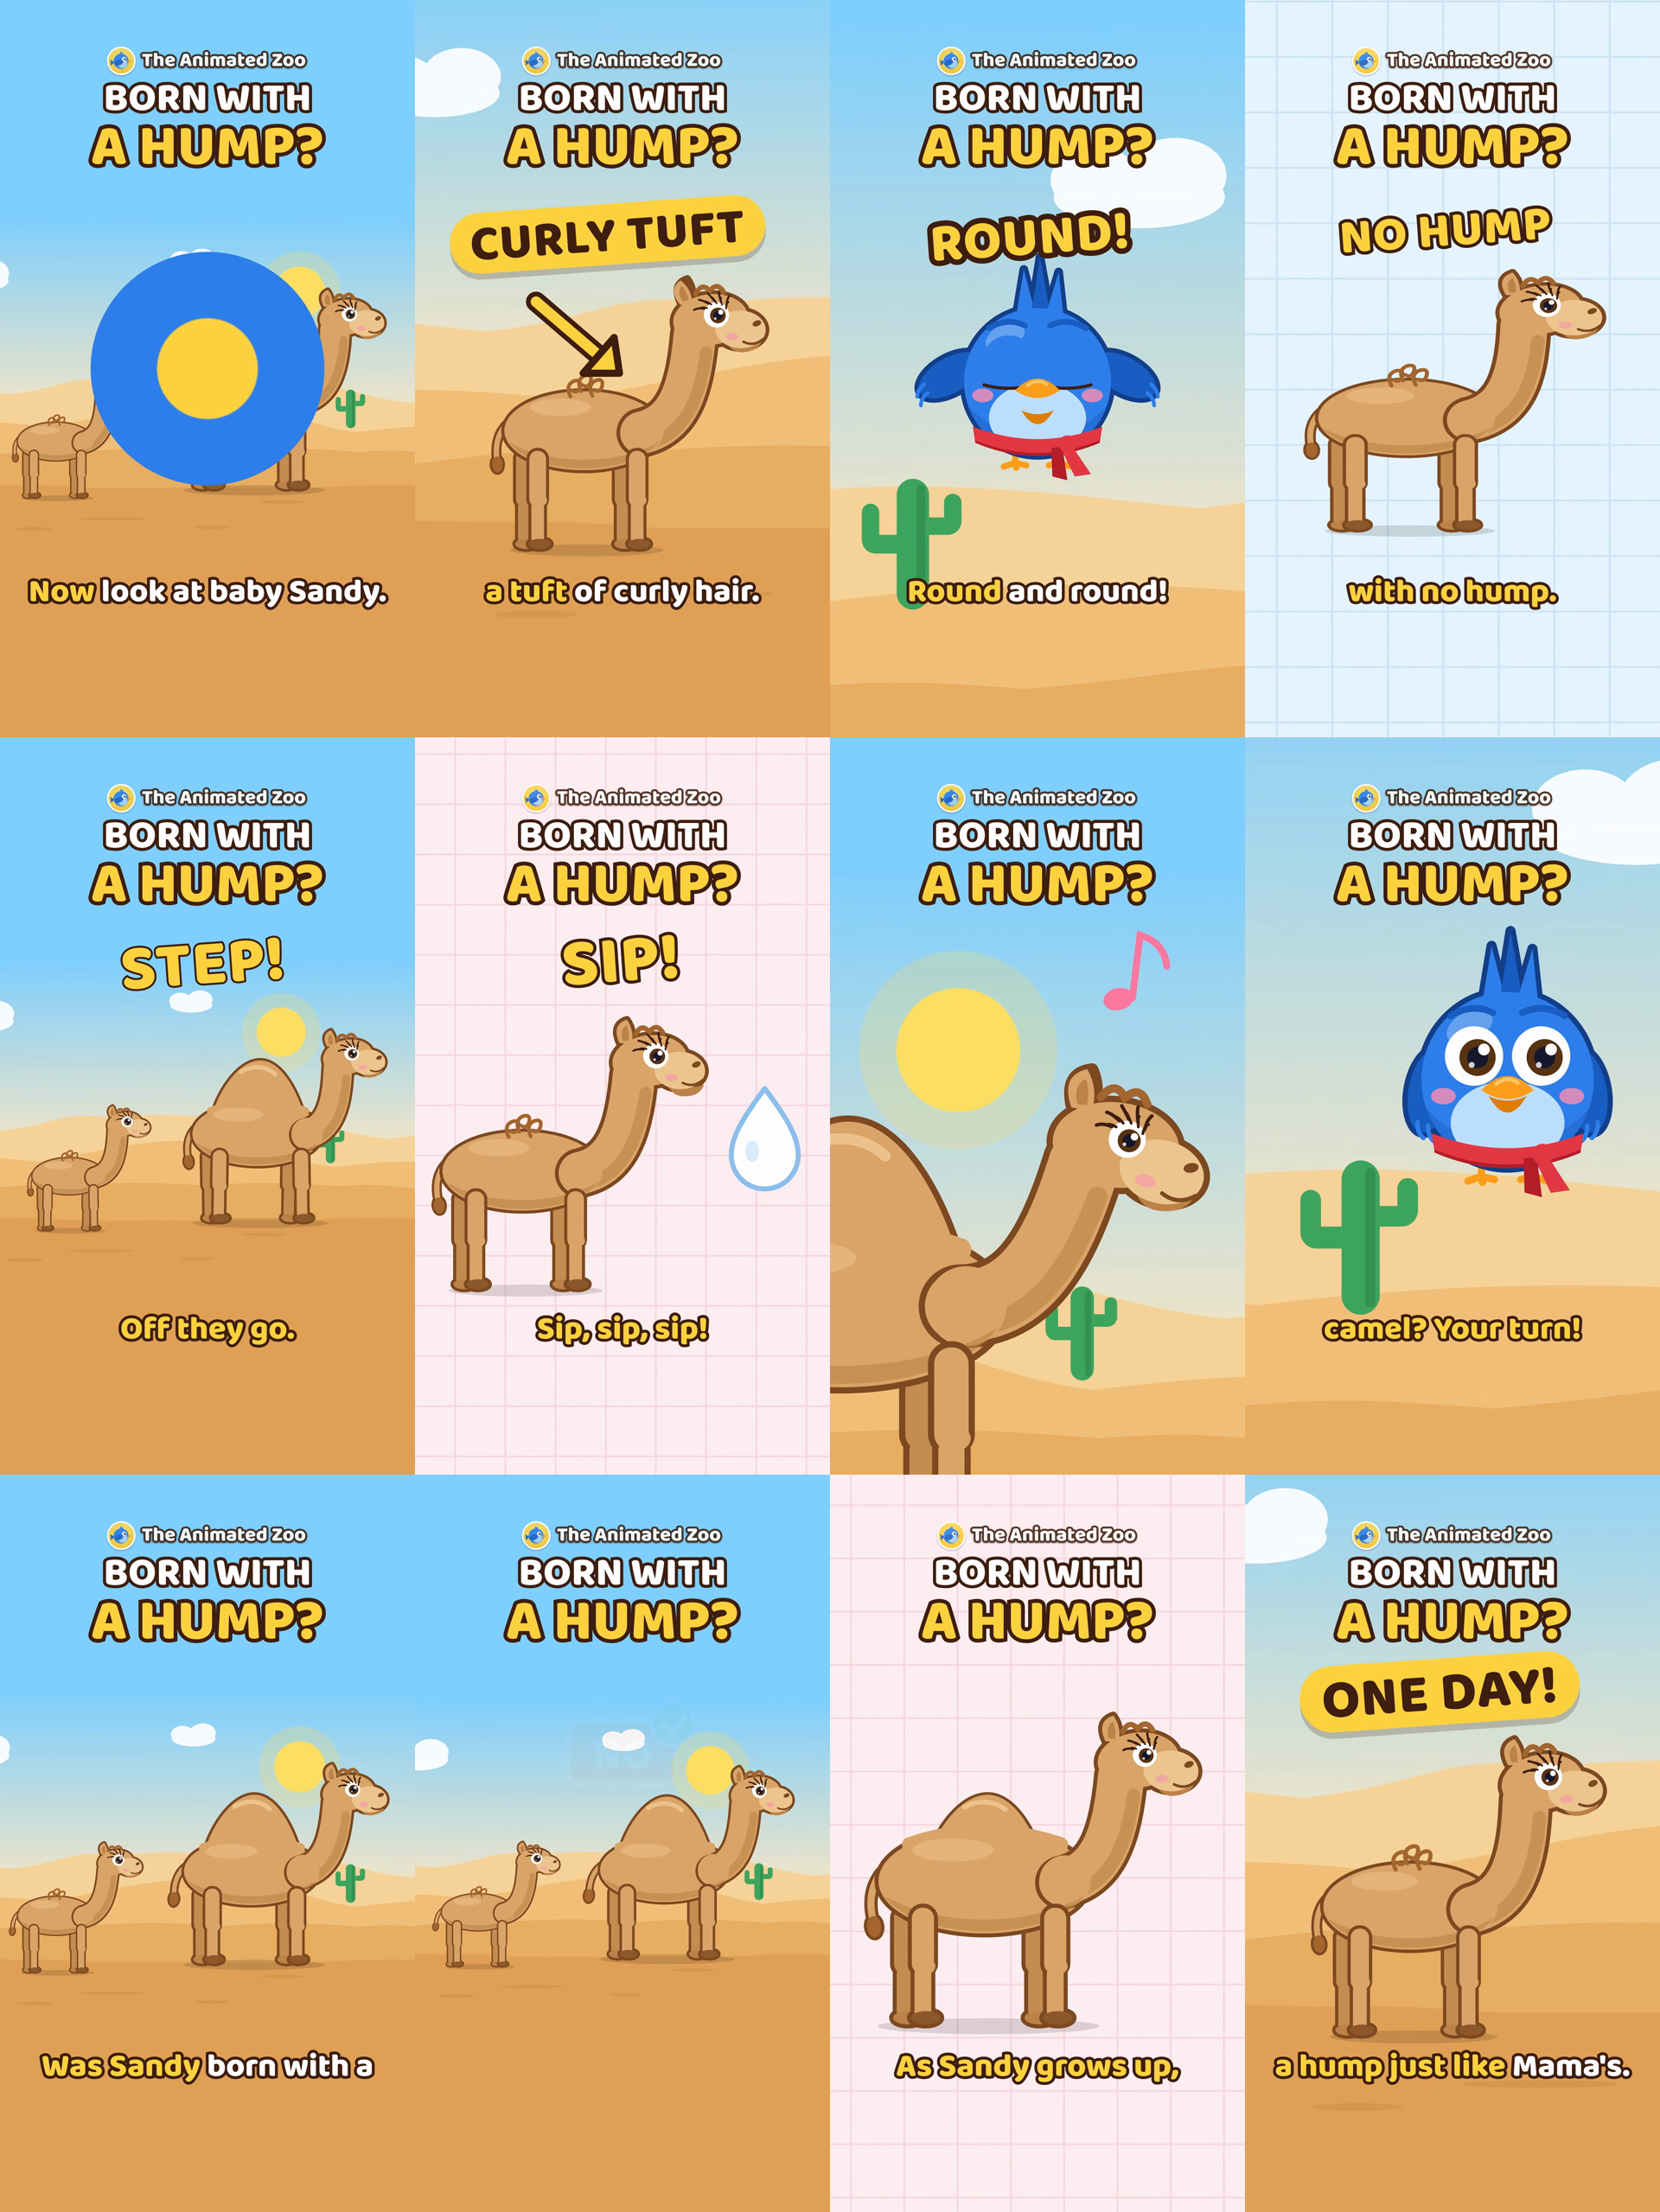 The Animated Zoo
BORN WITH
A HUMP?
Now look at baby Sandy.
The Animated Zoo
BORN WITH
A HUMP?
CURLY TUFT
a tuft of curly hair.
The Animated Zoo
BORN WITH
A HUMP?
ROUND!
Round and round!
The Animated Zoo
BORN WITH
A HUMP?
NO HUMP
with no hump.
The Animated Zoo
BORN WITH
A HUMP?
STEP!
Off they go.
The Animated Zoo
BORN WITH
A HUMP?
SIP!
Sip, sip, sip!
The Animated Zoo
BORN WITH
A HUMP?
The Animated Zoo
BORN WITH
A HUMP?
camel? Your turn!
The Animated Zoo
BORN WITH
A HUMP?
Was Sandy born with a
The Animated Zoo
BORN WITH
A HUMP?
The Animated Zoo
BORN WITH
A HUMP?
As Sandy grows up,
The Animated Zoo
BORN WITH
A HUMP?
ONE DAY!
a hump just like Mama's.